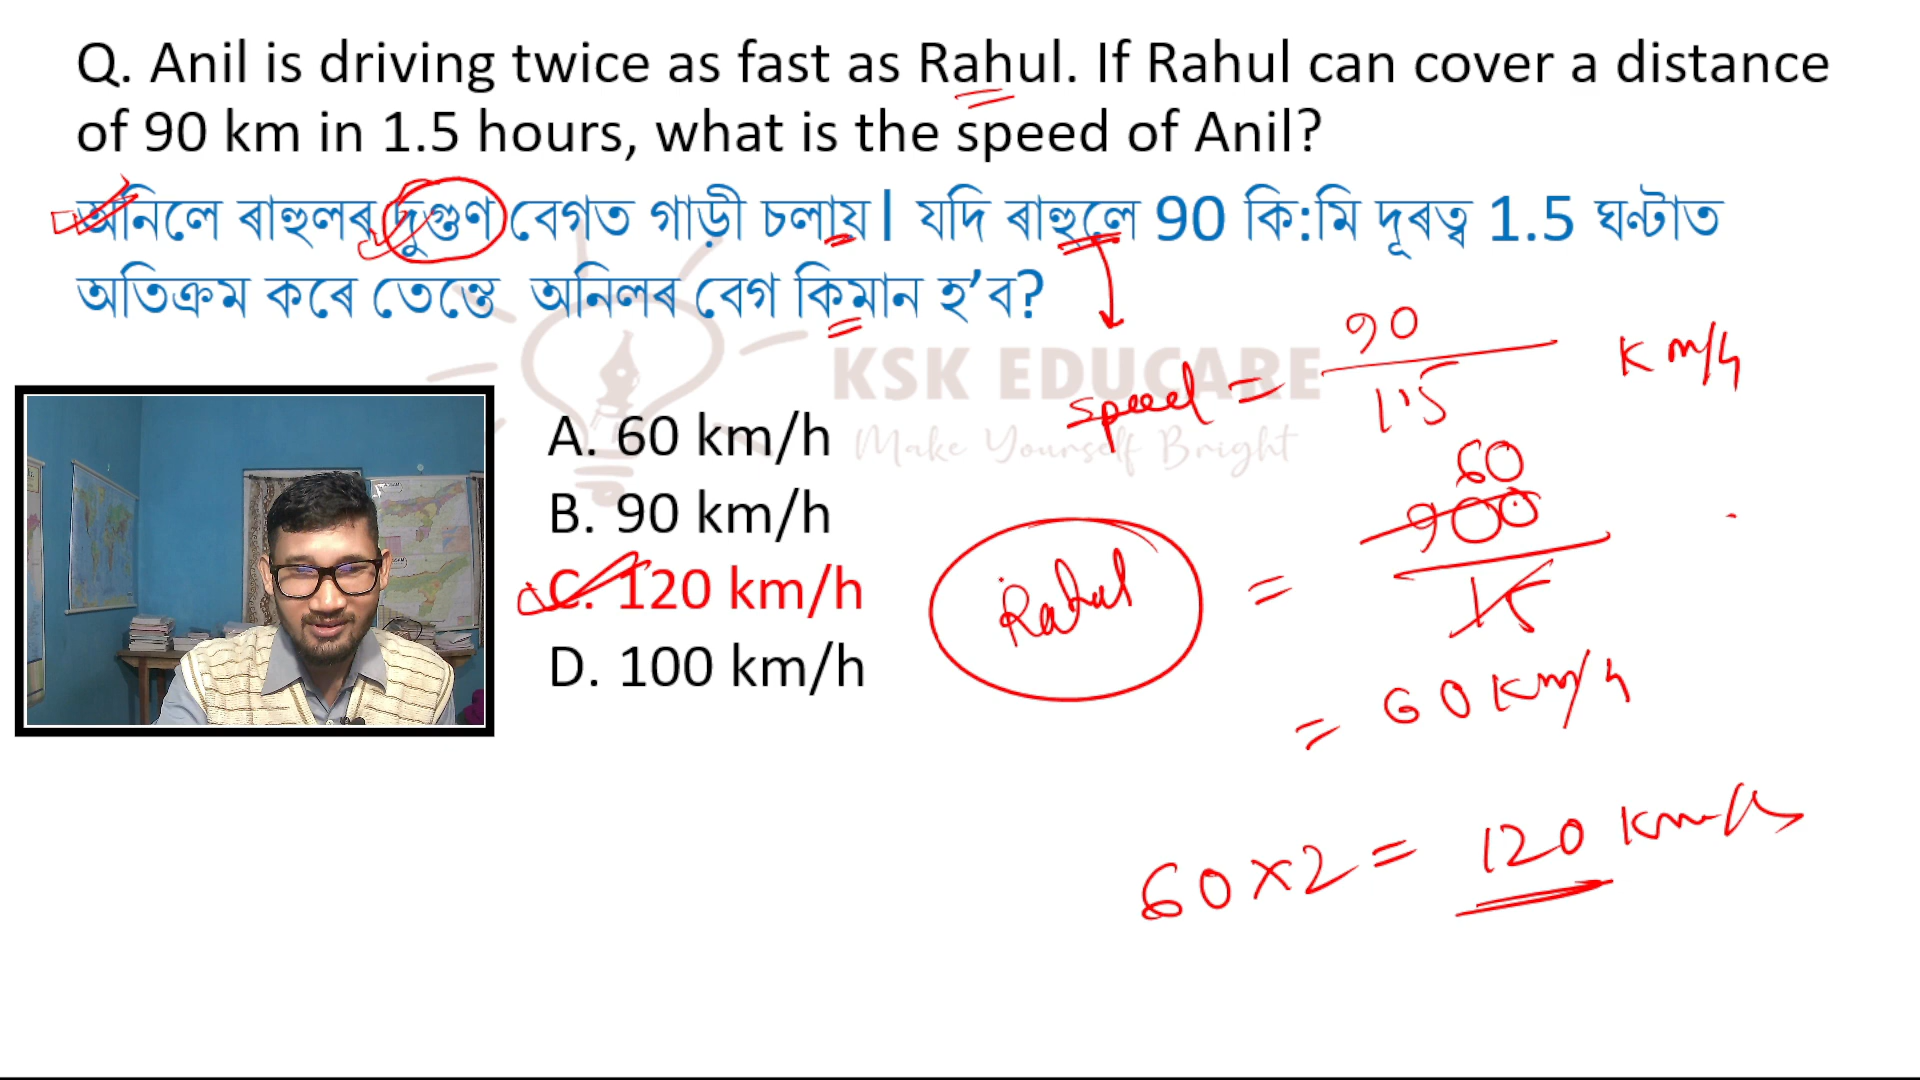 Q. Anil is driving twice as fast as Rahul. If Rahul can cover a distance
of 90 km in 1.5 hours, what is the speed of Anil?
অনিলে ৰাহুলৰ দুগুণ বেগত গাড়ী চলায়। যদি ৰাহুলে 90 কি:মি দূৰত্ব 1.5 ঘণ্টাত
অতিক্ৰম কৰে তেন্তে অনিলৰ বেগ কিমান হ’ব?
KSK EDUCARE
Make Yourself Bright
A. 60 km/h
B. 90 km/h
C. 120 km/h
D. 100 km/h
speed = 90 / 1.5 km/h
60
Rahul = 900 / 15
= 60 km/h
60 × 2 = 120 km/h